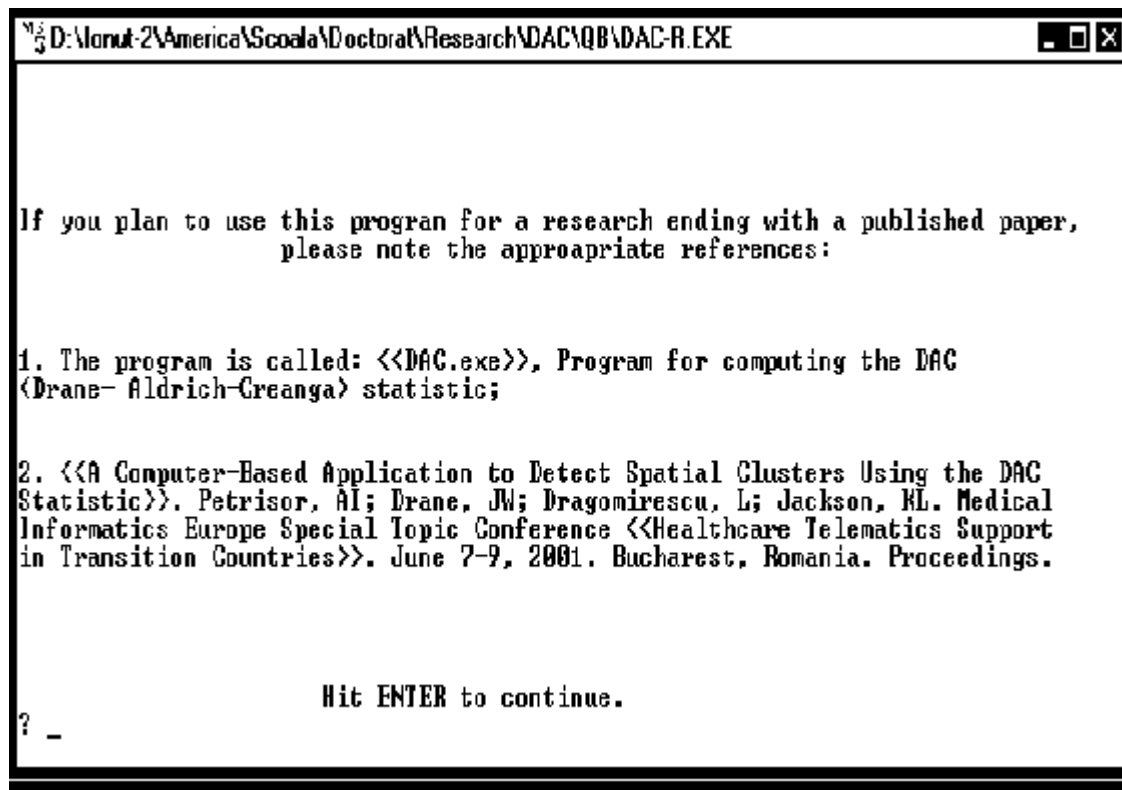 D:\Ionut-2\America\Scoala\Doctorat\Research\DAC\QB\DAC-R.EXE
If you plan to use this program for a research ending with a published paper,
please note the approapriate references:
1. The program is called: <<DAC.exe>>, Program for computing the DAC
(Drane- Aldrich-Creanga) statistic;
2. <<A Computer-Based Application to Detect Spatial Clusters Using the DAC
Statistic>>. Petrisor, AI; Drane, JW; Dragomirescu, L; Jackson, KL. Medical
Informatics Europe Special Topic Conference <<Healthcare Telematics Support
in Transition Countries>>. June 7-9, 2001. Bucharest, Romania. Proceedings.
Hit ENTER to continue.
? _